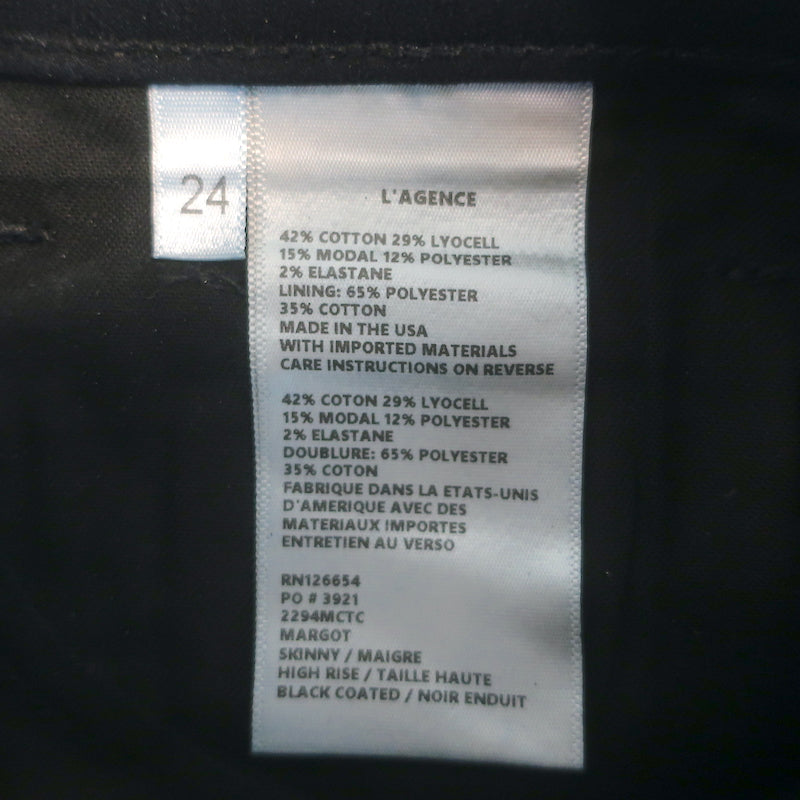 24
L'AGENCE
42% COTTON 29% LYOCELL
15% MODAL 12% POLYESTER
2% ELASTANE
LINING: 65% POLYESTER
35% COTTON
MADE IN THE USA
WITH IMPORTED MATERIALS
CARE INSTRUCTIONS ON REVERSE
42% COTON 29% LYOCELL
15% MODAL 12% POLYESTER
2% ELASTANE
DOUBLURE: 65% POLYESTER
35% COTON
FABRIQUE DANS LA ETATS-UNIS
D'AMERIQUE AVEC DES
MATERIAUX IMPORTES
ENTRETIEN AU VERSO
RN126654
PO # 3921
2294MCTC
MARGOT
SKINNY / MAIGRE
HIGH RISE / TAILLE HAUTE
BLACK COATED / NOIR ENDUIT